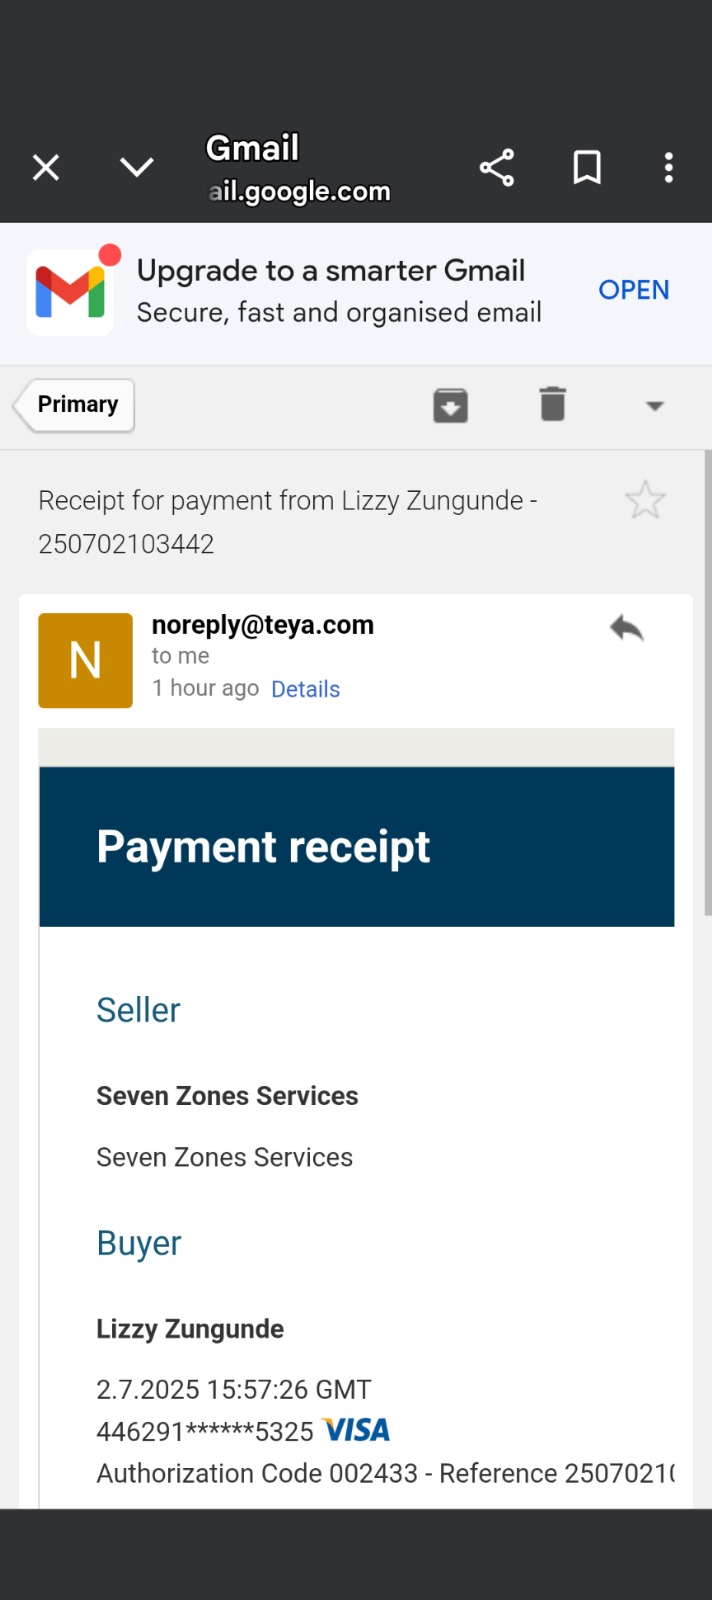 Gmail
ail.google.com
Upgrade to a smarter Gmail
Secure, fast and organised email
OPEN
Primary
Receipt for payment from Lizzy Zungunde -
250702103442
N
noreply@teya.com
to me
1 hour ago Details
Payment receipt
Seller
Seven Zones Services
Seven Zones Services
Buyer
Lizzy Zungunde
2.7.2025 15:57:26 GMT
446291******5325 VISA
Authorization Code 002433 - Reference 2507021